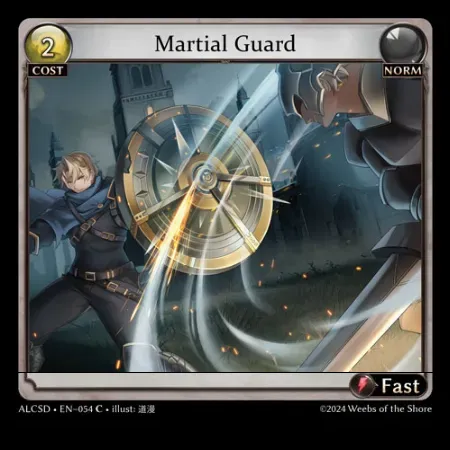 2
Martial Guard
COST
NORM
Fast
ALCSD • EN-054 C • illust: 道漫
©2024 Weebs of the Shore